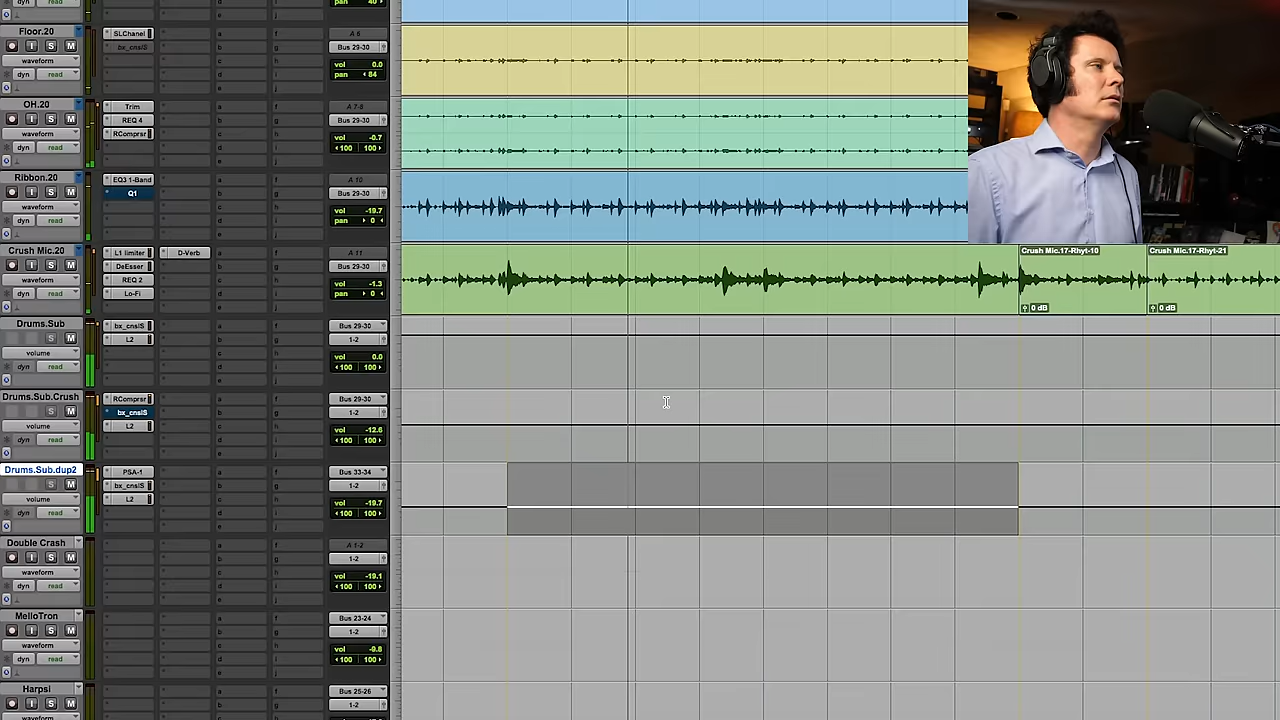 dyn read pan 40
e j
Floor.20 SLChanel a f A 6
I S M bx_cnslS b g Bus 29-30
waveform c h vol 0.0
dyn read d i pan 84
e j
OH.20 Trim a f A 7-8
I S M REQ 4 b g Bus 29-30
waveform RComprsr c h vol -0.7
dyn read d i 100 100
e j
Ribbon.20 EQ3 1-Band a f A 10
I S M Q1 b g Bus 29-30
waveform c h vol -19.7
dyn read d i pan 0
e j
Crush Mic.20 L1 limiter D-Verb a f A 11 Crush Mic.17-Rhyt-10 Crush Mic.17-Rhyt-21
I S M DeEsser b g Bus 29-30
waveform REQ 2 c h vol -1.3
dyn read Lo-Fi d i pan 0
e j 0 dB 0 dB
Drums.Sub bx_cnslS a f Bus 29-30
S L2 b g 1-2
volume c h vol 0.0
dyn read d i 100 100
e j
Drums.Sub.Crush RComprsr a f Bus 29-30
S bx_cnslS b g 1-2
volume L2 c h vol -12.6
dyn read d i 100 100
e j
Drums.Sub.dup2 PSA-1 a f Bus 33-34
S bx_cnslS b g 1-2
volume L2 c h vol -19.7
dyn read d i 100 100
e j
Double Crash a f A 1-2
I S M b g 1-2
waveform c h vol -19.1
dyn read d i 100 100
e j
MelloTron a f Bus 23-24
I S M b g 1-2
waveform c h vol -9.8
dyn read d i 100 100
e j
Harpsi a f Bus 25-26
I S M b g 1-2
waveform c h